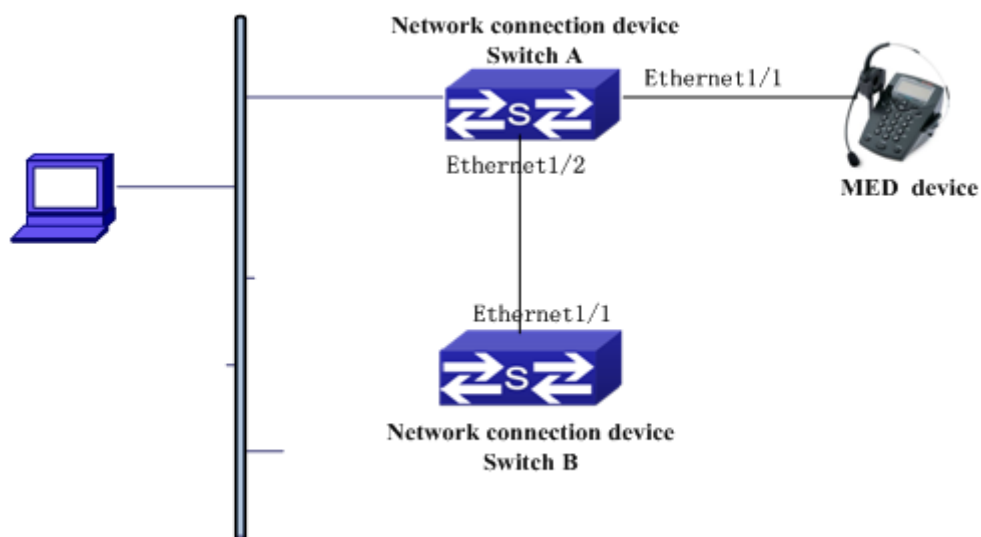 Network connection device
Switch A
Ethernet1/1
S
Ethernet1/2
MED device
Ethernet1/1
S
Network connection device
Switch B